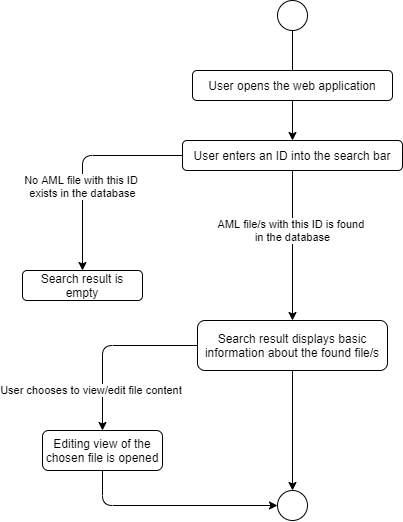 User opens the web application
User enters an ID into the search bar
No AML file with this ID
exists in the database
AML file/s with this ID is found
in the database
Search result is
empty
Search result displays basic
information about the found file/s
User chooses to view/edit file content
Editing view of the
chosen file is opened